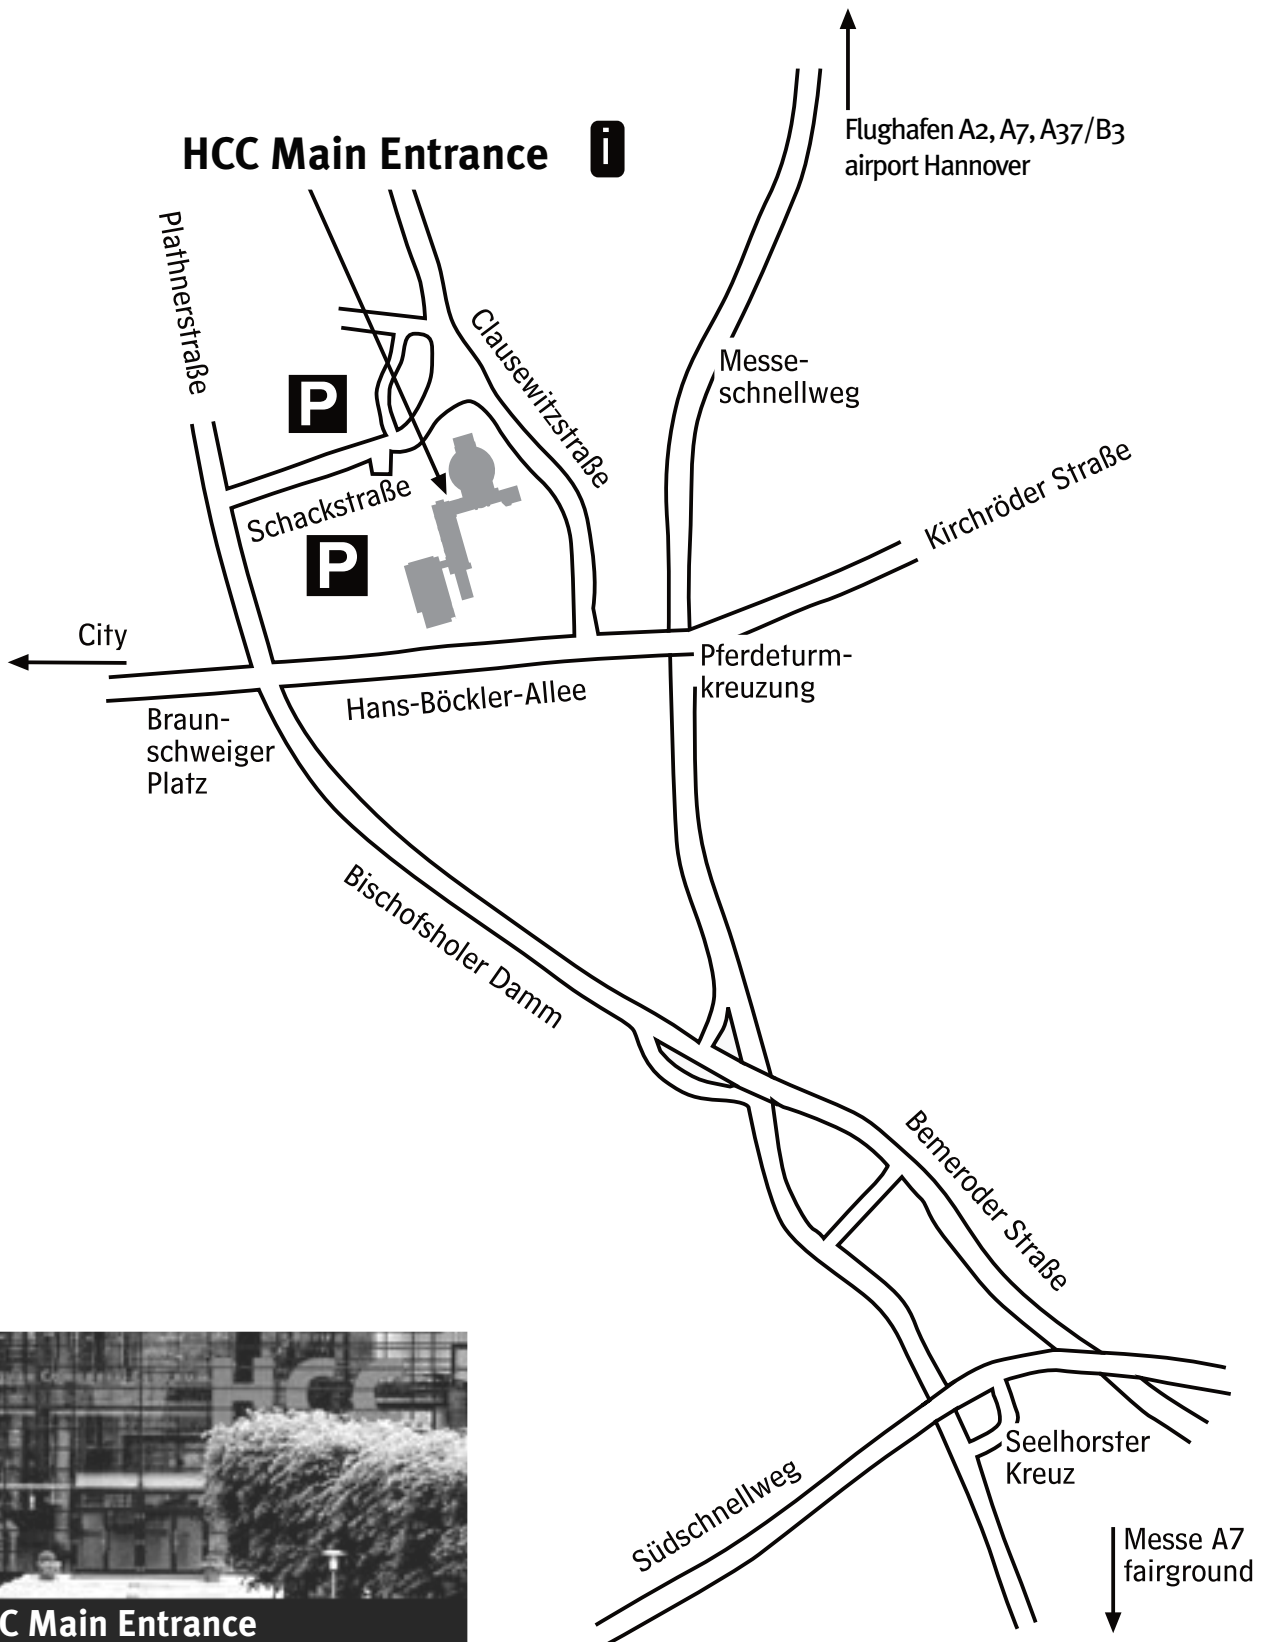 Flughafen A2, A7, A37/B3
airport Hannover
HCC Main Entrance
i
Plathnerstraße
Clausewitzstraße
Messe-
schnellweg
P
Kirchröder Straße
Schackstraße
P
City
Pferdeturm-
kreuzung
Hans-Böckler-Allee
Braun-
schweiger
Platz
Bischofsholer Damm
Bemeroder Straße
HCC
Seelhorster
Kreuz
Südschnellweg
Messe A7
fairground
C Main Entrance